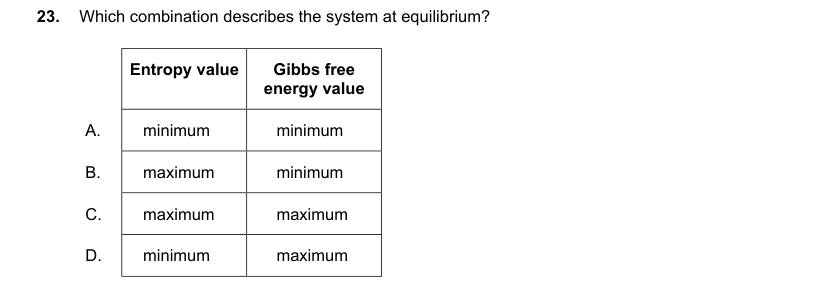 23. Which combination describes the system at equilibrium?
Entropy value Gibbs free
energy value
A. minimum minimum
B. maximum minimum
C. maximum maximum
D. minimum maximum